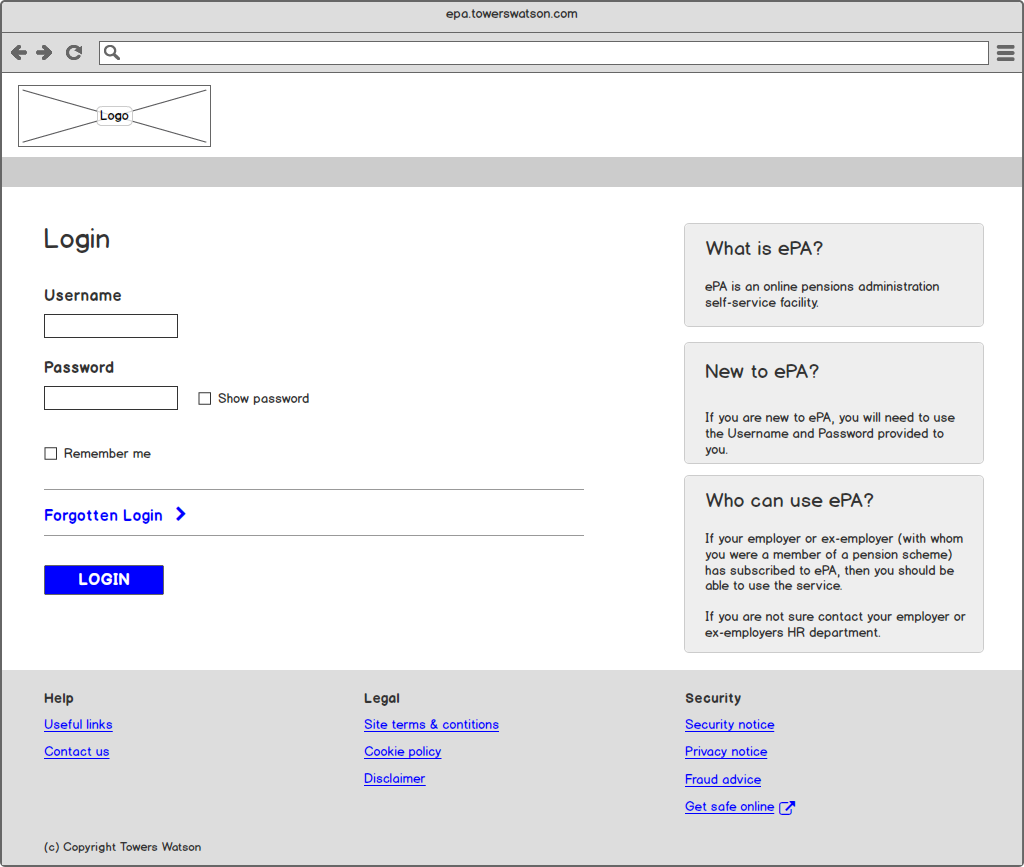 epa.towerswatson.com
Logo
Login
Username
Password
Show password
Remember me
Forgotten Login
LOGIN
What is ePA?
ePA is an online pensions administration
self-service facility.
New to ePA?
If you are new to ePA, you will need to use
the Username and Password provided to
you.
Who can use ePA?
If your employer or ex-employer (with whom
you were a member of a pension scheme)
has subscribed to ePA, then you should be
able to use the service.
If you are not sure contact your employer or
ex-employers HR department.
Help
Useful links
Contact us
Legal
Site terms & contitions
Cookie policy
Disclaimer
Security
Security notice
Privacy notice
Fraud advice
Get safe online
(c) Copyright Towers Watson